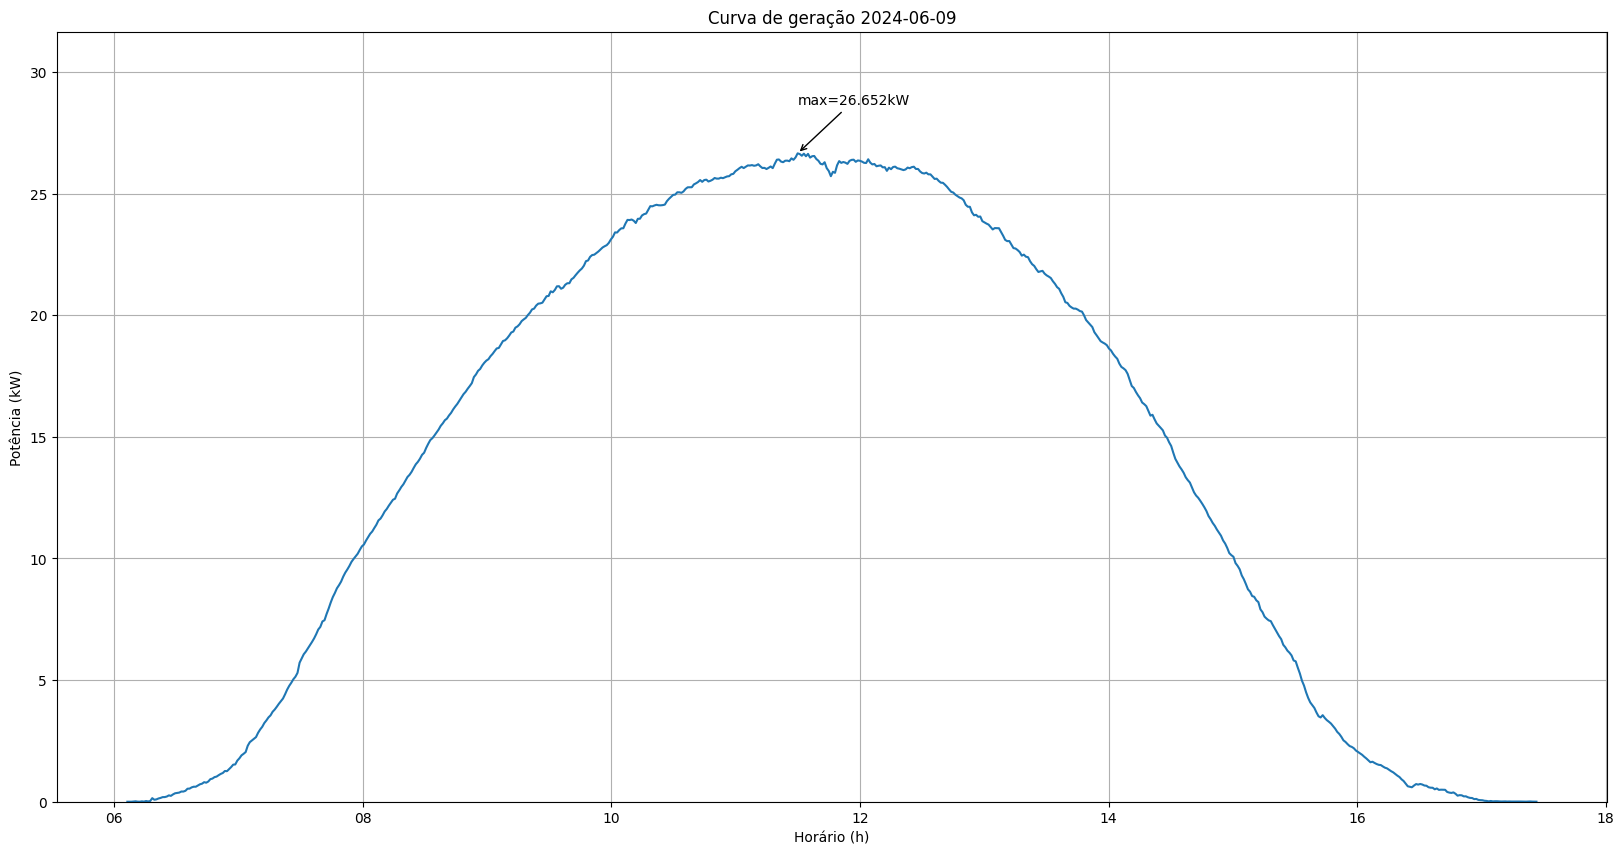 Curva de geração 2024-06-09
30
max=26.652kW
25
20
15
Potência (kW)
10
5
0
06 08 10 12 14 16 18
Horário (h)